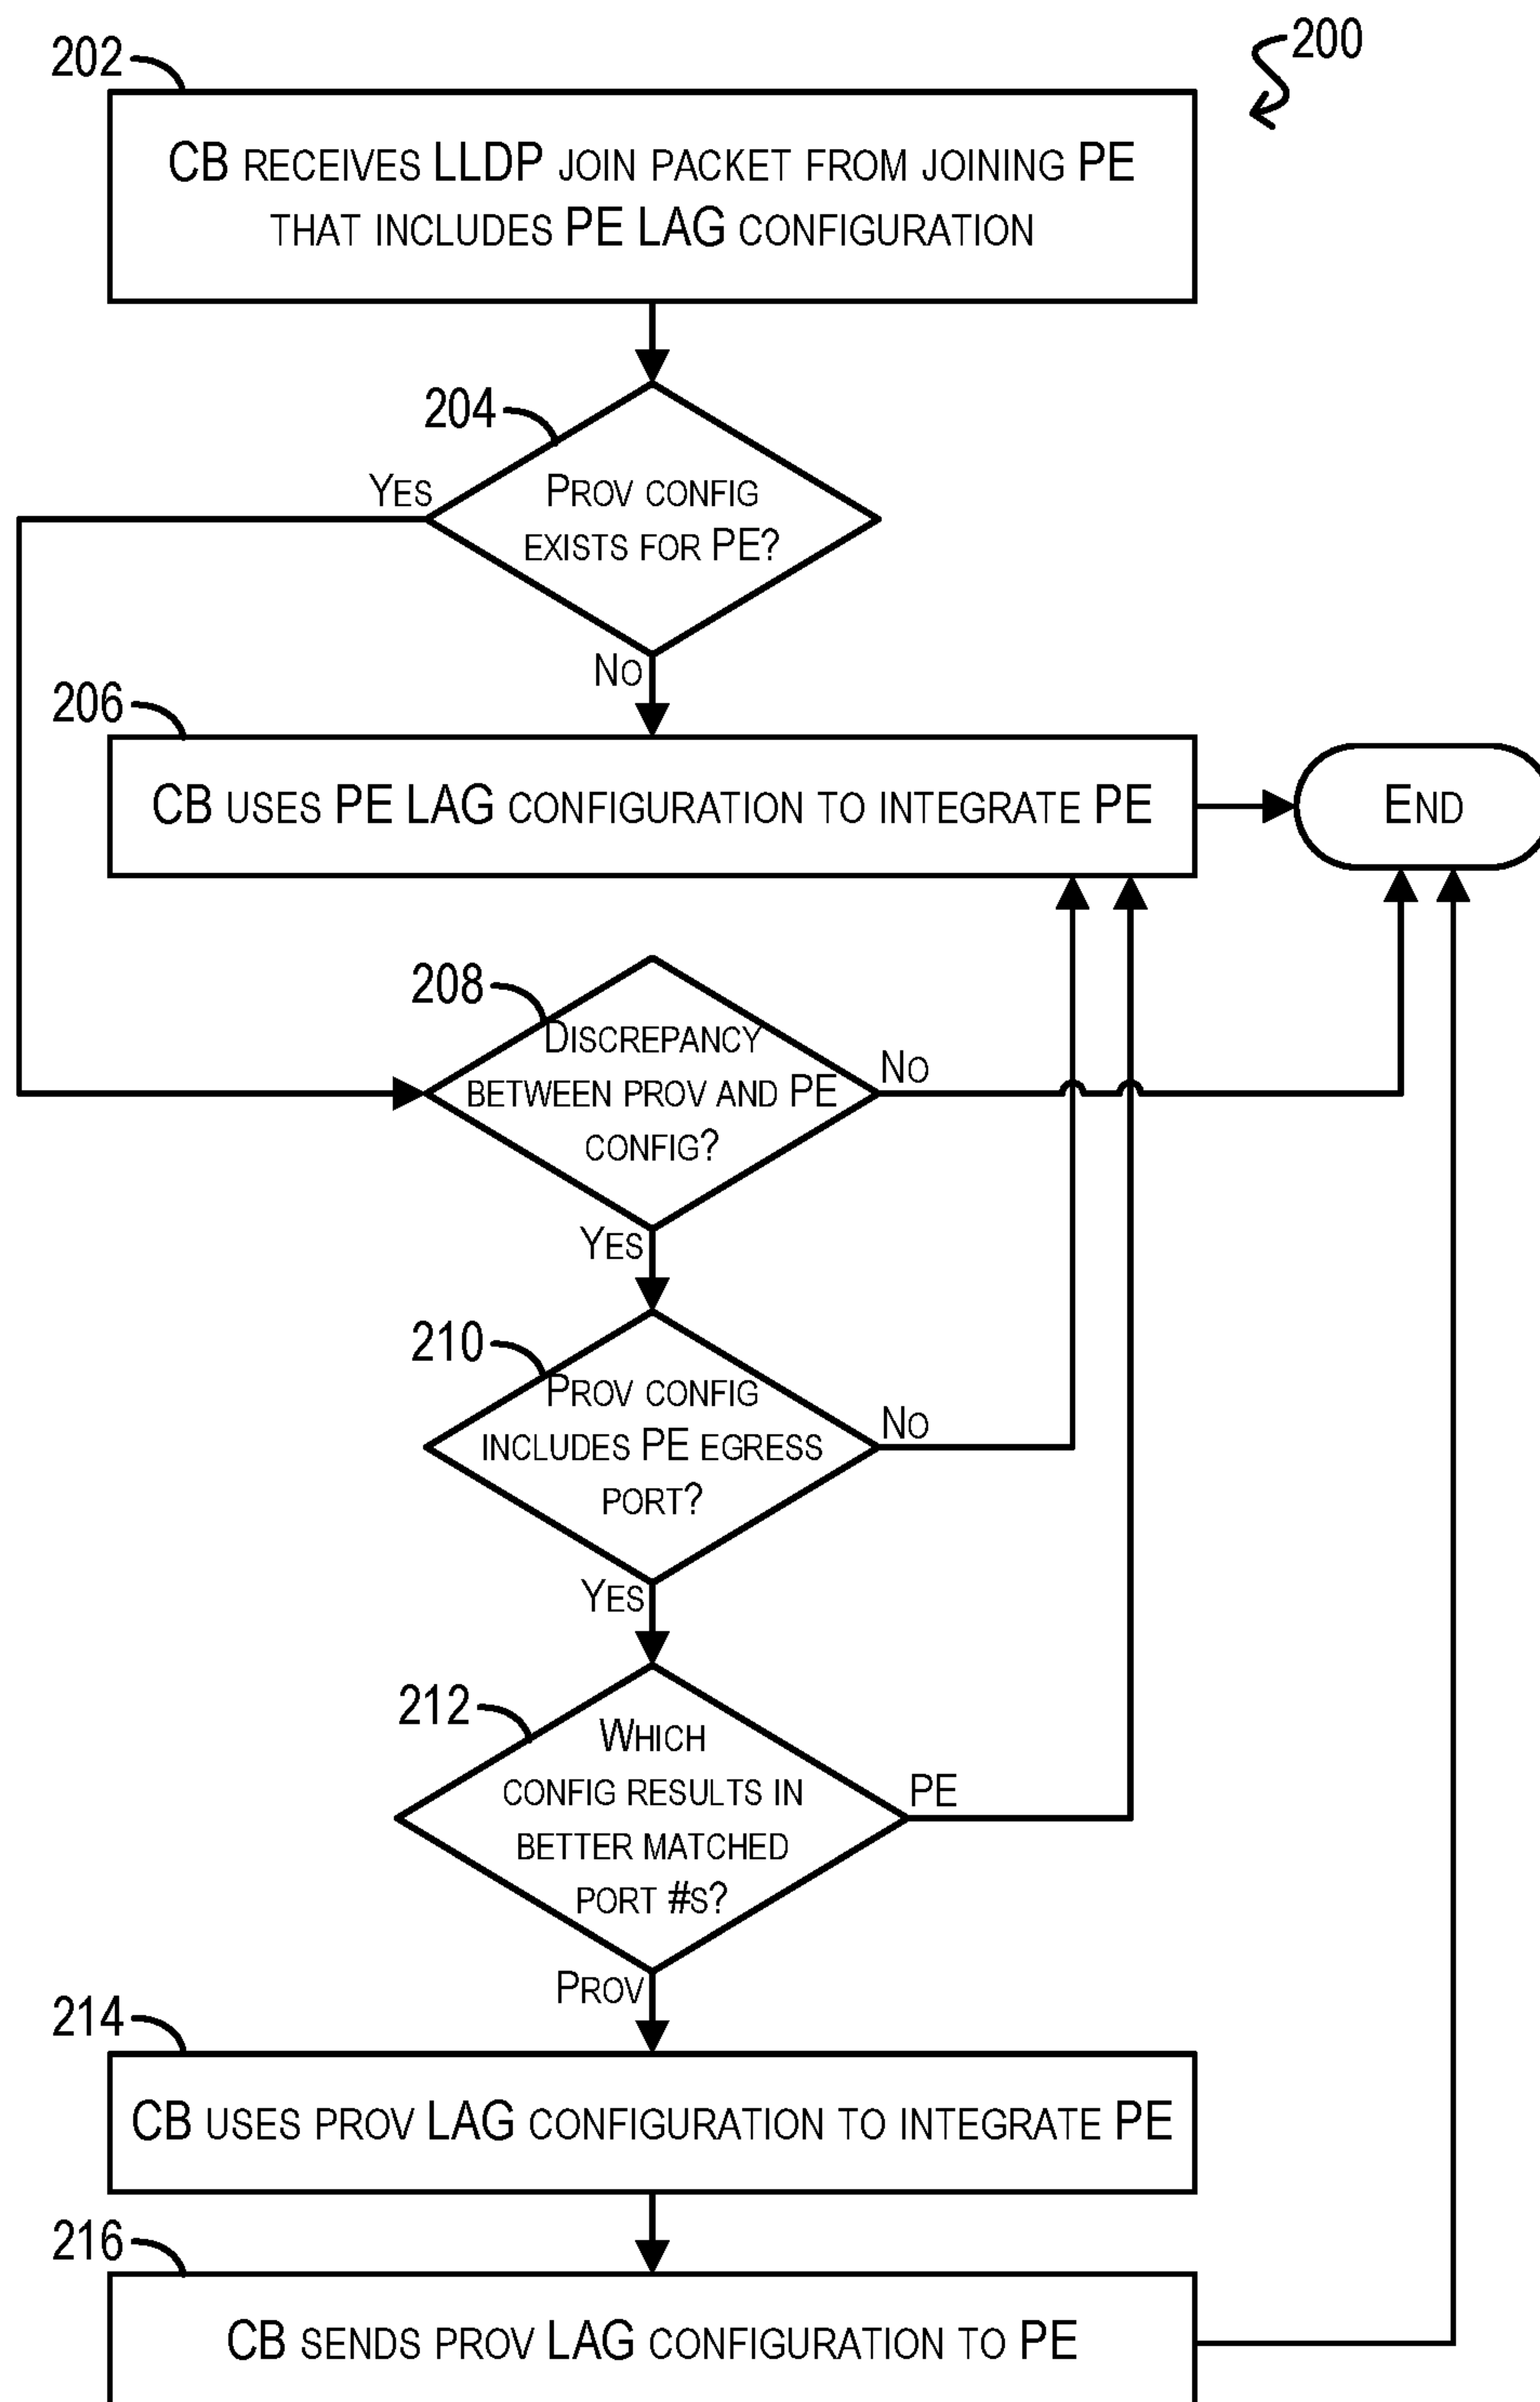 200
202
CB RECEIVES LLDP JOIN PACKET FROM JOINING PE
THAT INCLUDES PE LAG CONFIGURATION
204
YES
PROV CONFIG
EXISTS FOR PE?
NO
206
CB USES PE LAG CONFIGURATION TO INTEGRATE PE
END
208
DISCREPANCY
BETWEEN PROV AND PE
CONFIG?
NO
YES
210
PROV CONFIG
INCLUDES PE EGRESS
PORT?
NO
YES
212
WHICH
CONFIG RESULTS IN
BETTER MATCHED
PORT #S?
PE
PROV
214
CB USES PROV LAG CONFIGURATION TO INTEGRATE PE
216
CB SENDS PROV LAG CONFIGURATION TO PE